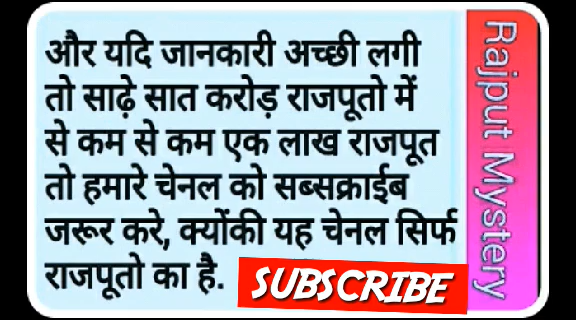 और यदि जानकारी अच्छी लगी
तो साढ़े सात करोड़ राजपूतो में
से कम से कम एक लाख राजपूत
तो हमारे चेनल को सब्सक्राईब
जरूर करे, क्योंकी यह चेनल सिर्फ
राजपूतो का है.
SUBSCRIBE
Rajput Mystery